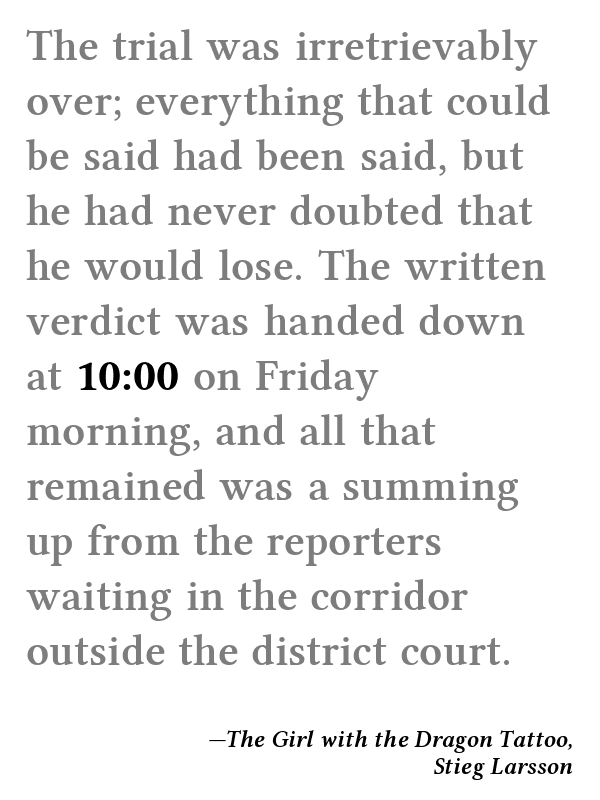 The trial was irretrievably
over; everything that could
be said had been said, but
he had never doubted that
he would lose. The written
verdict was handed down
at 10:00 on Friday
morning, and all that
remained was a summing
up from the reporters
waiting in the corridor
outside the district court.
—The Girl with the Dragon Tattoo,
Stieg Larsson